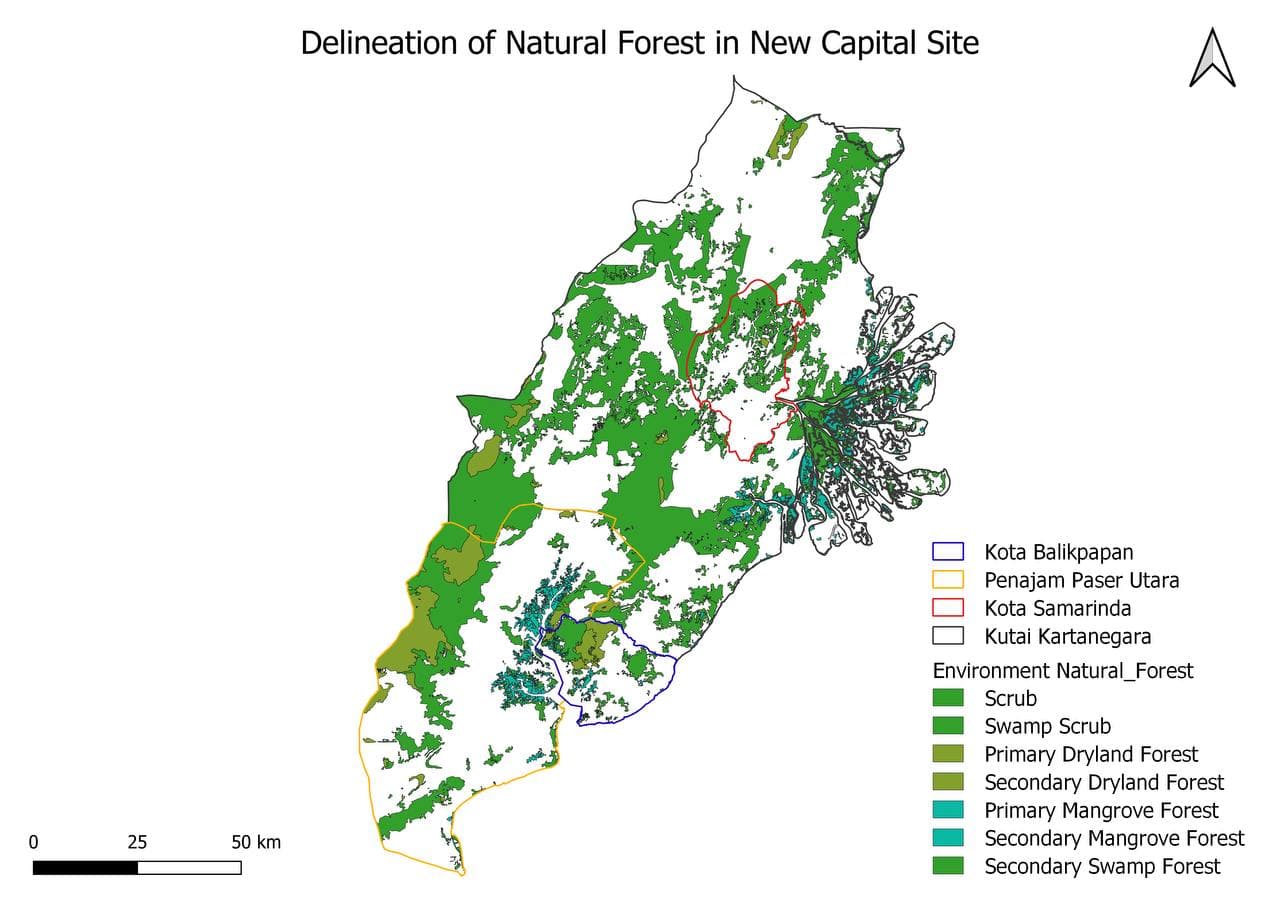 Delineation of Natural Forest in New Capital Site
Kota Balikpapan
Penajam Paser Utara
Kota Samarinda
Kutai Kartanegara
Environment Natural_Forest
Scrub
Swamp Scrub
Primary Dryland Forest
Secondary Dryland Forest
Primary Mangrove Forest
Secondary Mangrove Forest
Secondary Swamp Forest
0 25 50 km